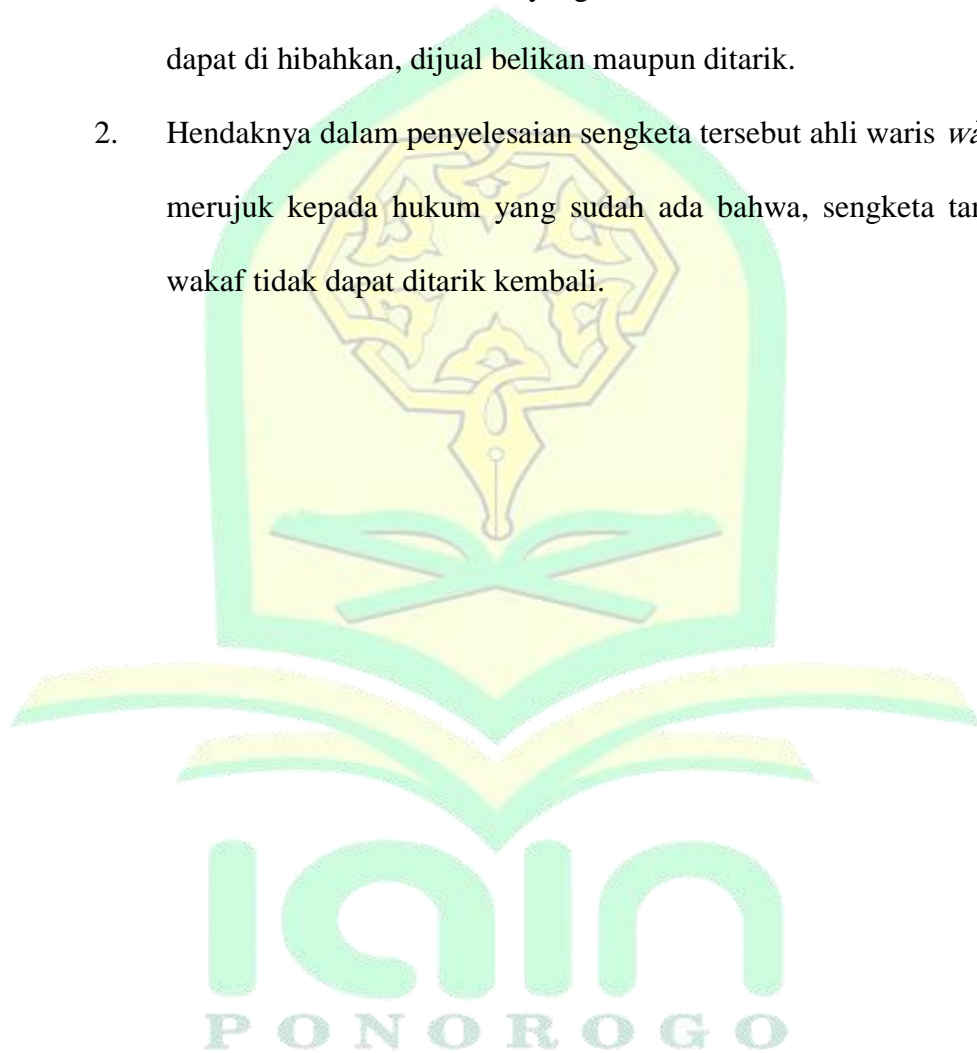 dapat di hibahkan, dijual belikan maupun ditarik.
2. Hendaknya dalam penyelesaian sengketa tersebut ahli waris
merujuk kepada hukum yang sudah ada bahwa, sengketa
wakaf tidak dapat ditarik kembali.
iain
PONOROGO